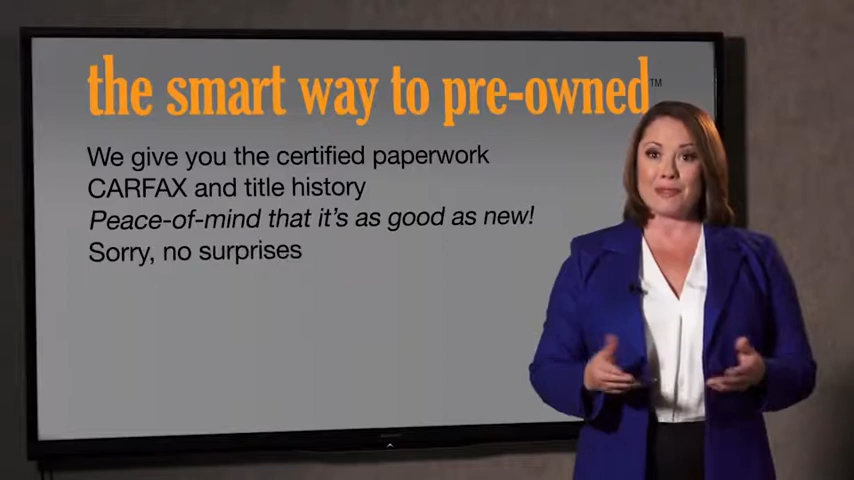 the smart way to pre-owned™
We give you the certified paperwork
CARFAX and title history
Peace-of-mind that it's as good as new!
Sorry, no surprises